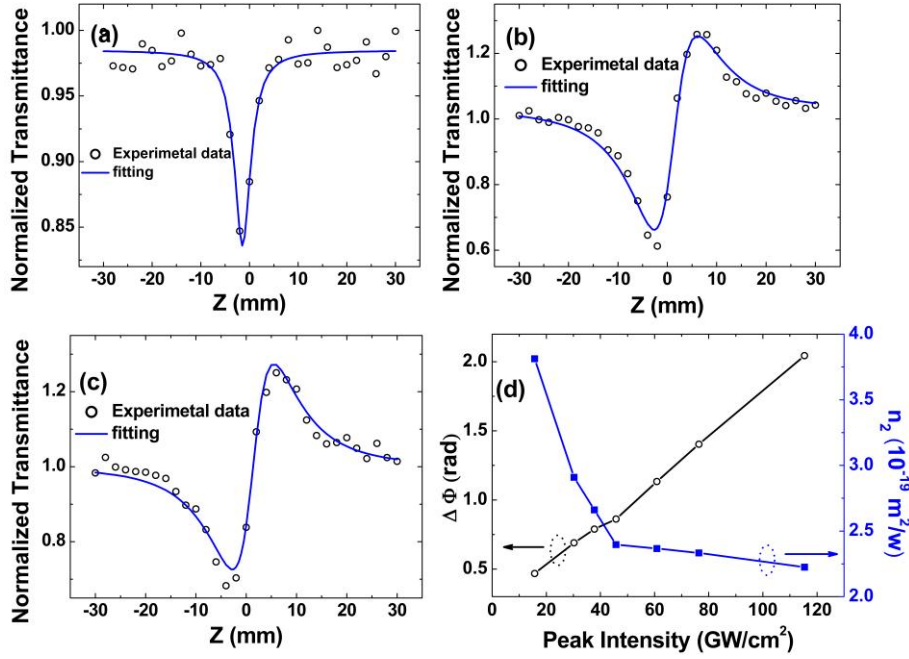 (a)
1.00
0.95
0.90
0.85
Normalized Transmittance
Experimetal data
fitting
-30 -20 -10 0 10 20 30
Z (mm)
(b)
1.2
1.0
0.8
0.6
Normalized Transmittance
Experimetal data
fitting
-30 -20 -10 0 10 20 30
Z (mm)
(c)
1.2
1.0
0.8
Normalized Transmittance
Experimetal data
fitting
-30 -20 -10 0 10 20 30
Z (mm)
(d)
2.0
1.5
1.0
0.5
ΔΦ (rad)
4.0
3.5
3.0
2.5
2.0
n₂ (10⁻¹⁹ m²/w)
0 20 40 60 80 100 120
Peak Intensity (GW/cm²)